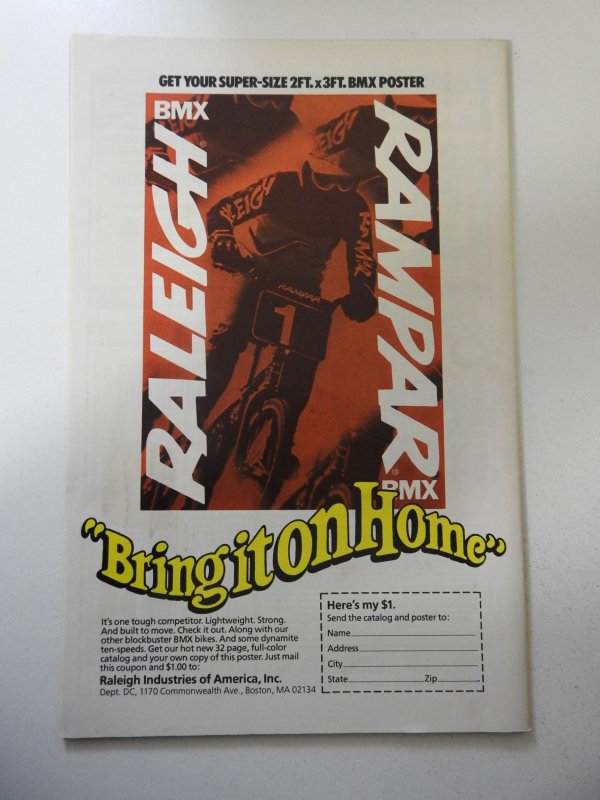 GET YOUR SUPER-SIZE 2FT. x 3FT. BMX POSTER
BMX
RALEIGH®
RAMPAR®
BMX
RALEIGH
RAMPAR
1
"Bring it on Home"
It's one tough competitor. Lightweight. Strong.
And built to move. Check it out. Along with our
other blockbuster BMX bikes. And some dynamite
ten-speeds. Get our hot new 32 page, full-color
catalog and your own copy of this poster. Just mail
this coupon and $1.00 to:
Raleigh Industries of America, Inc.
Dept. DC, 1170 Commonwealth Ave., Boston, MA 02134
Here's my $1.
Send the catalog and poster to:
Name
Address
City
State Zip